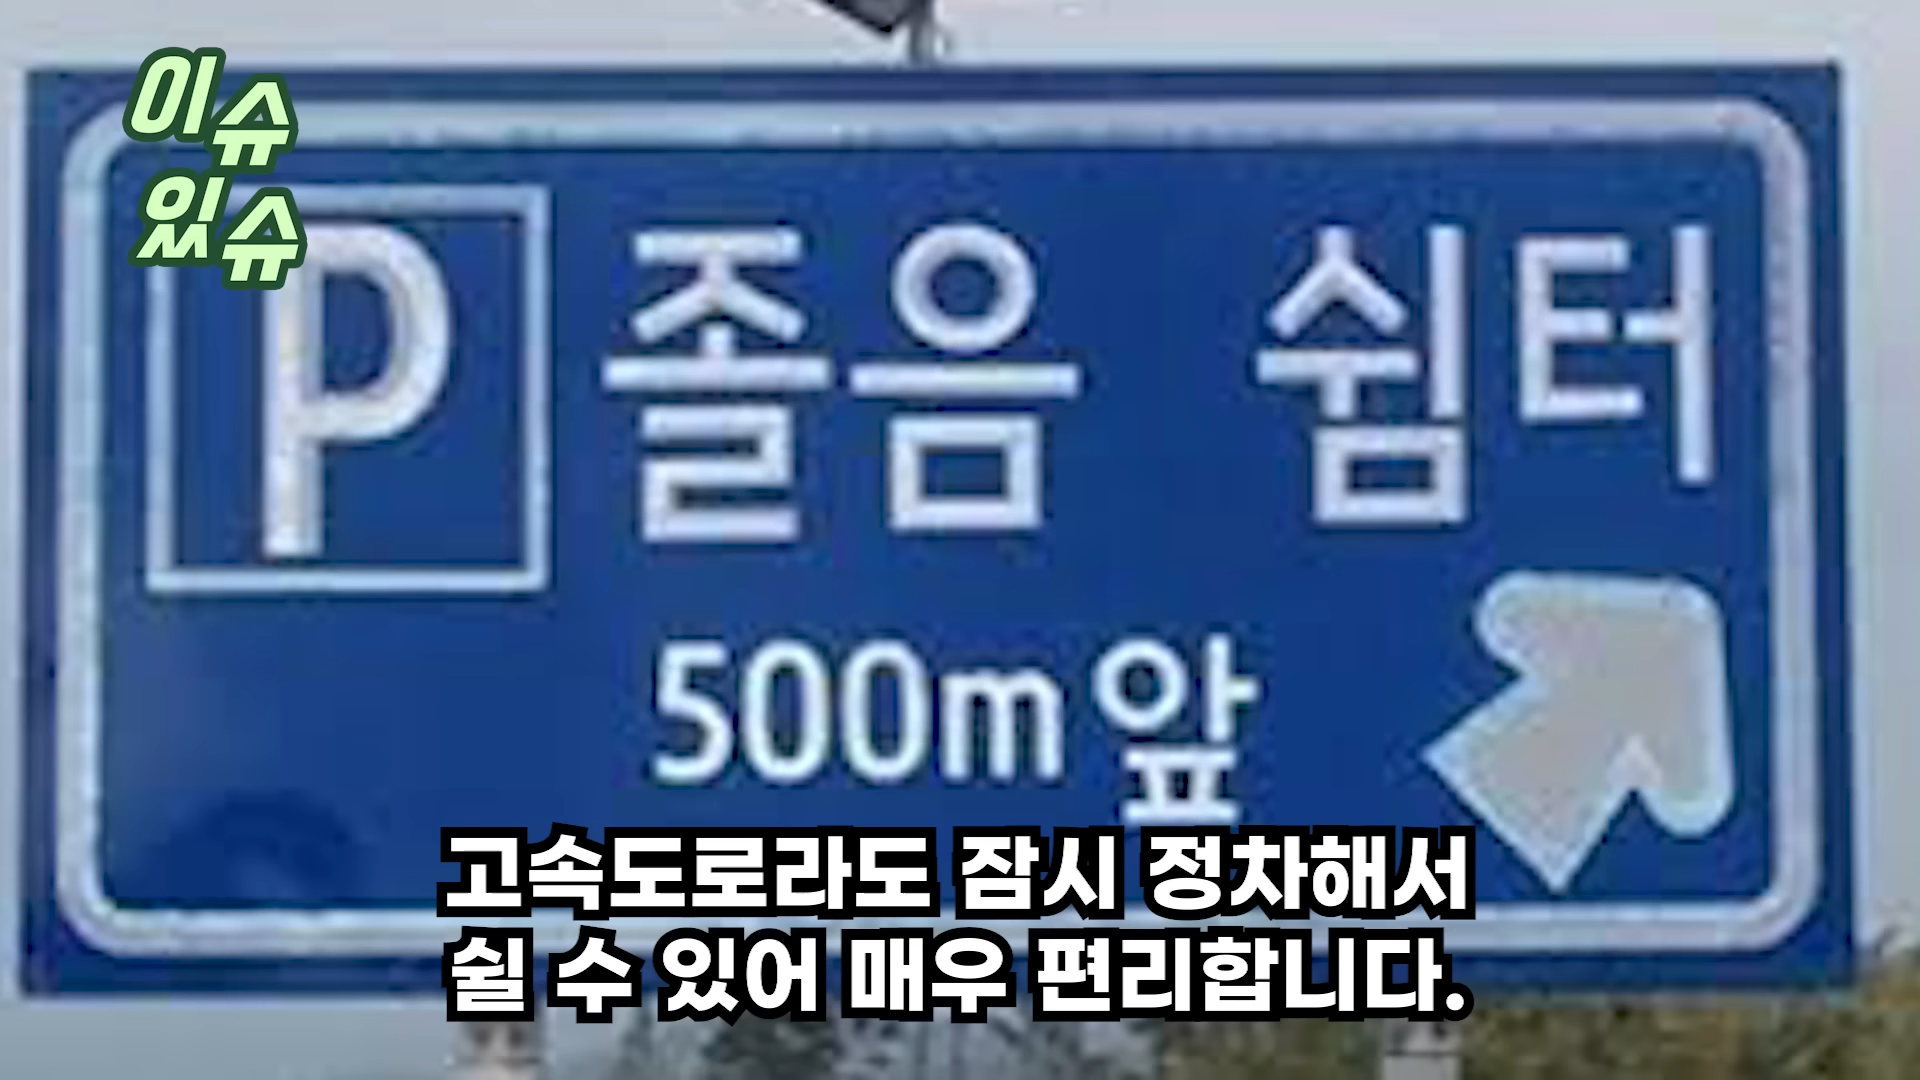 이슈
있슈
P 졸음 쉼터
500m 앞
고속도로라도 잠시 정차해서
쉴 수 있어 매우 편리합니다.